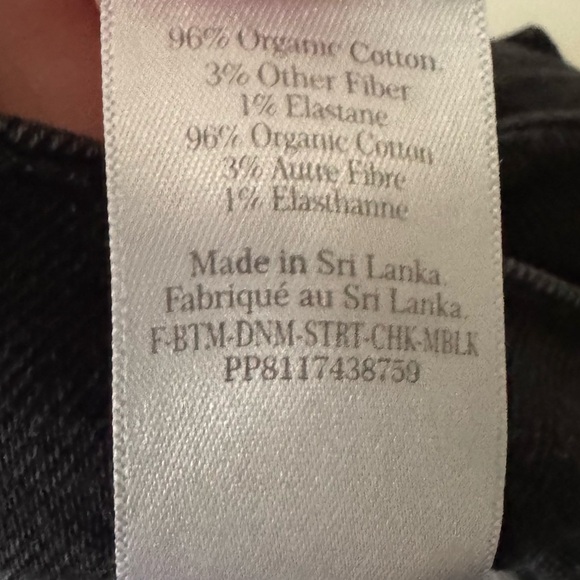 96% Organic Cotton.
3% Other Fiber
1% Elastane
96% Organic Cotton
3% Autre Fibre
1% Elasthanne
Made in Sri Lanka.
Fabriqué au Sri Lanka.
F-BTM-DNM-STRT-CHK-MBLK
PP8117438759